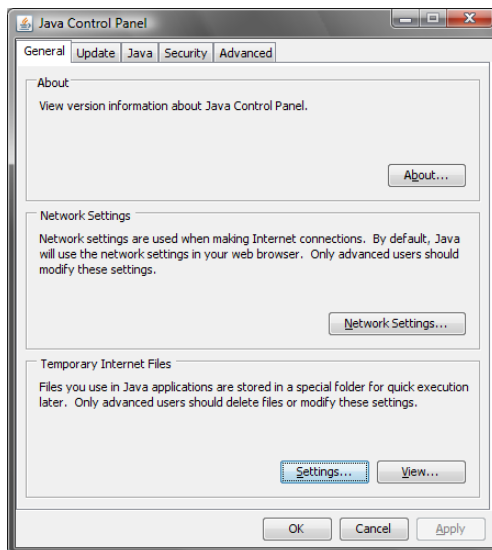 Java Control Panel
General Update Java Security Advanced
About
View version information about Java Control Panel.
About...
Network Settings
Network settings are used when making Internet connections. By default, Java
will use the network settings in your web browser. Only advanced users should
modify these settings.
Network Settings...
Temporary Internet Files
Files you use in Java applications are stored in a special folder for quick execution
later. Only advanced users should delete files or modify these settings.
Settings... View...
OK Cancel Apply